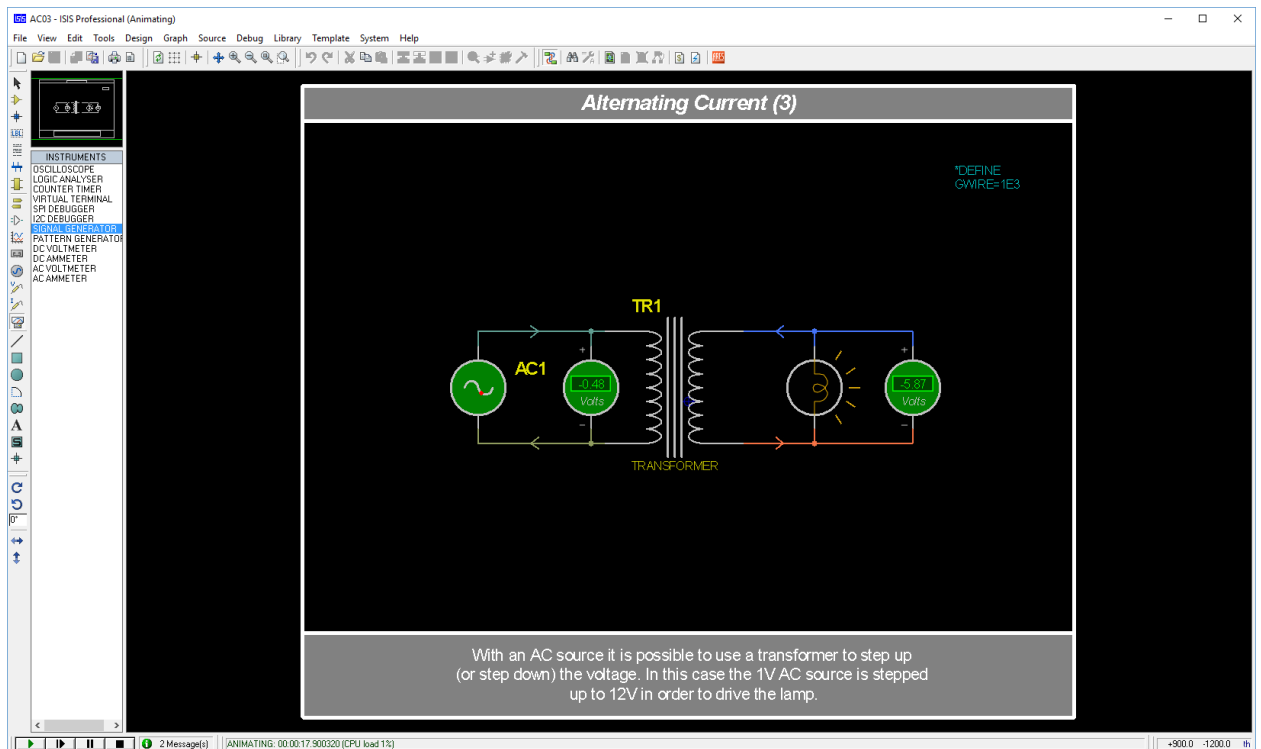 ISIS AC03 - ISIS Professional (Animating)
File View Edit Tools Design Graph Source Debug Library Template System Help
LBL
INSTRUMENTS
OSCILLOSCOPE
LOGIC ANALYSER
COUNTER TIMER
VIRTUAL TERMINAL
SPI DEBUGGER
I2C DEBUGGER
SIGNAL GENERATOR
PATTERN GENERATOR
DC VOLTMETER
DC AMMETER
AC VOLTMETER
AC AMMETER
A
0°
Alternating Current (3)
*DEFINE
GWIRE=1E3
TR1
AC1
+
-0.48
Volts
−
+
-5.87
Volts
−
TRANSFORMER
With an AC source it is possible to use a transformer to step up
(or step down) the voltage. In this case the 1V AC source is stepped
up to 12V in order to drive the lamp.
2 Message(s) ANIMATING: 00:00:17.900320 (CPU load 1%) +900.0 -1200.0 th